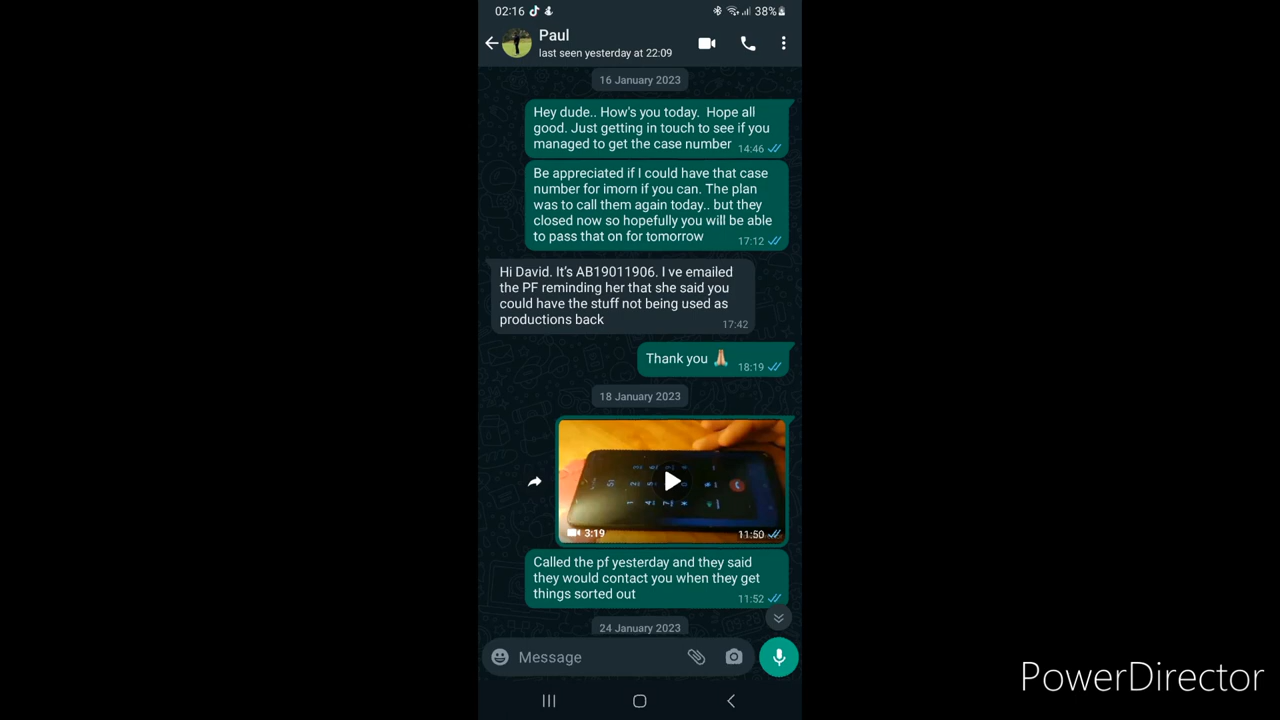 02:16
38%
Paul
last seen yesterday at 22:09
16 January 2023
Hey dude.. How's you today.  Hope all
good. Just getting in touch to see if you
managed to get the case number 14:46
Be appreciated if I could have that case
number for imorn if you can. The plan
was to call them again today.. but they
closed now so hopefully you will be able
to pass that on for tomorrow 17:12
Hi David. It’s AB19011906. I ve emailed
the PF reminding her that she said you
could have the stuff not being used as
productions back 17:42
Thank you 🙏🏼 18:19
18 January 2023
3:19 11:50
Called the pf yesterday and they said
they would contact you when they get
things sorted out 11:52
24 January 2023
Message
PowerDirector